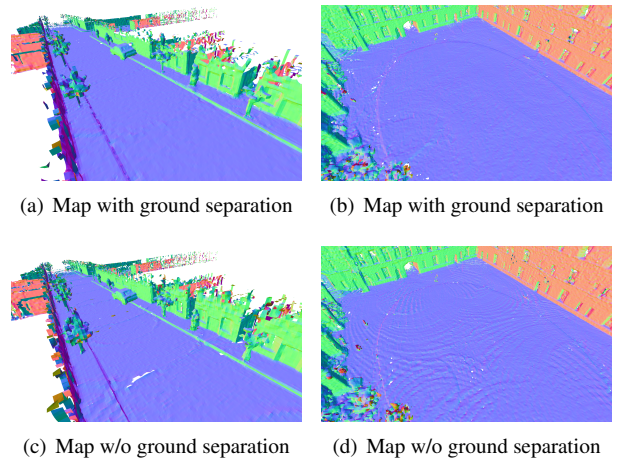 (a) Map with ground separation
(b) Map with ground separation
(c) Map w/o ground separation
(d) Map w/o ground separation